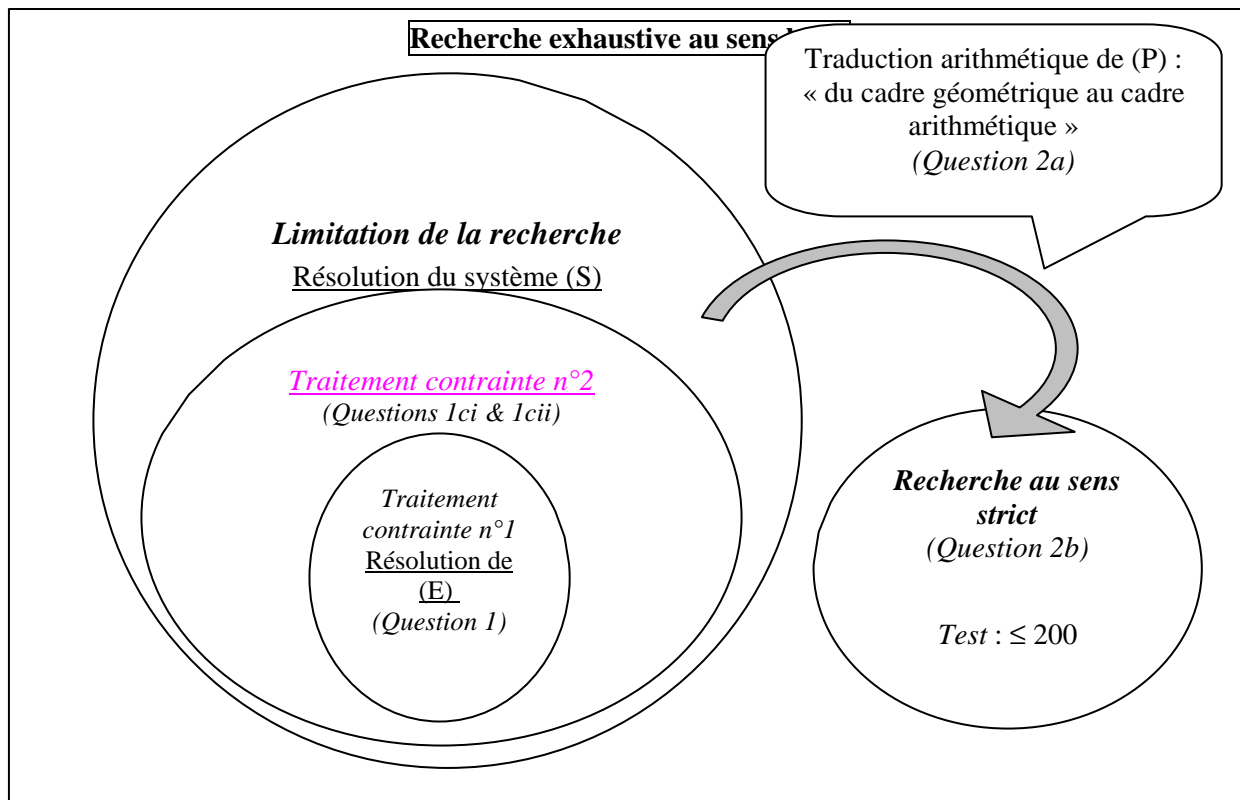 Recherche exhaustive au sens
Traduction arithmétique de (P) :
« du cadre géométrique au cadre
arithmétique »
(Question 2a)
Limitation de la recherche
Résolution du système (S)
Traitement contrainte n°2
(Questions 1ci & 1cii)
Traitement
contrainte n°1
Résolution de
(E)
(Question 1)
Recherche au sens
strict
(Question 2b)
Test : ≤ 200